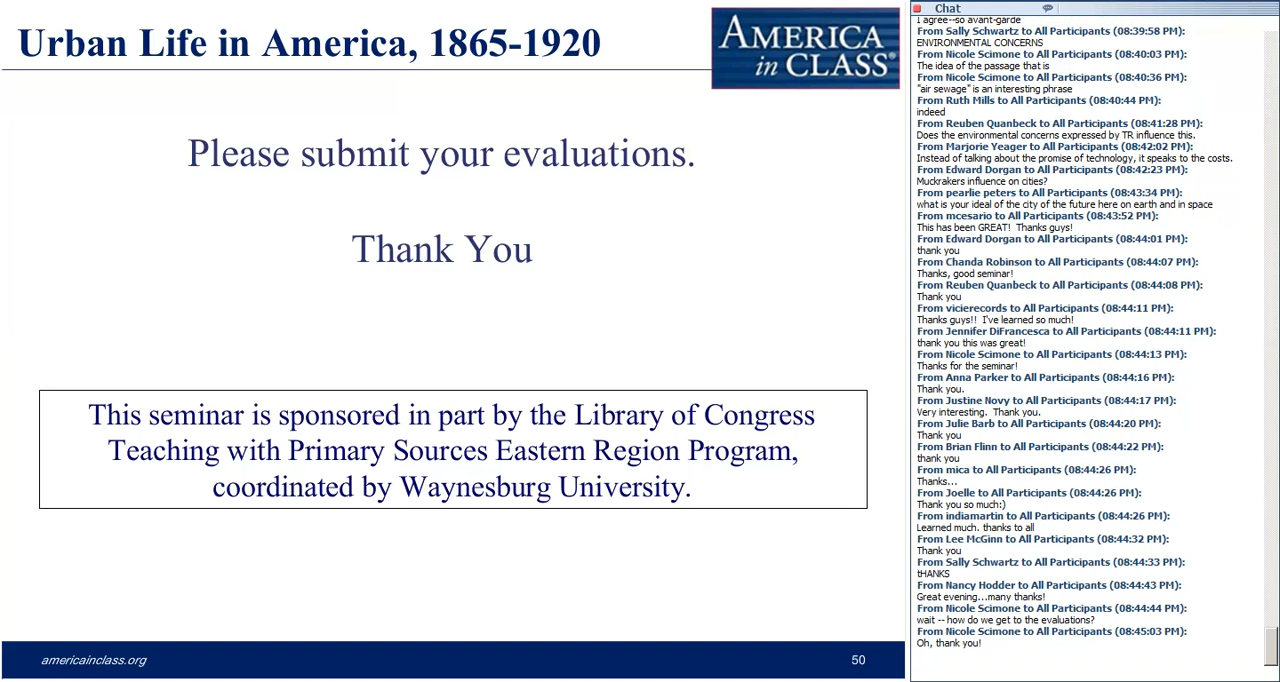 Urban Life in America, 1865-1920
AMERICA
in CLASS®
Please submit your evaluations.
Thank You
This seminar is sponsored in part by the Library of Congress
Teaching with Primary Sources Eastern Region Program,
coordinated by Waynesburg University.
americainclass.org
50
Chat
I agree--so avant-garde
From Sally Schwartz to All Participants (08:39:58 PM):
ENVIRONMENTAL CONCERNS
From Nicole Scimone to All Participants (08:40:03 PM):
The idea of the passage that is
From Nicole Scimone to All Participants (08:40:36 PM):
"air sewage" is an interesting phrase
From Ruth Mills to All Participants (08:40:44 PM):
indeed
From Reuben Quanbeck to All Participants (08:41:28 PM):
Does the environmental concerns expressed by TR influence this.
From Marjorie Yeager to All Participants (08:42:02 PM):
Instead of talking about the promise of technology, it speaks to the costs.
From Edward Dorgan to All Participants (08:42:23 PM):
Muckrakers influence on cities?
From pearlie peters to All Participants (08:43:34 PM):
what is your ideal of the city of the future here on earth and in space
From mcesario to All Participants (08:43:52 PM):
This has been GREAT!  Thanks guys!
From Edward Dorgan to All Participants (08:44:01 PM):
thank you
From Chanda Robinson to All Participants (08:44:07 PM):
Thanks, good seminar!
From Reuben Quanbeck to All Participants (08:44:08 PM):
Thank you
From vicierecords to All Participants (08:44:11 PM):
Thanks guys!!  I've learned so much!
From Jennifer DiFrancesca to All Participants (08:44:11 PM):
thank you this was great!
From Nicole Scimone to All Participants (08:44:13 PM):
Thanks for the seminar!
From Anna Parker to All Participants (08:44:16 PM):
Thank you.
From Justine Novy to All Participants (08:44:17 PM):
Very interesting.  Thank you.
From Julie Barb to All Participants (08:44:20 PM):
Thank you
From Brian Flinn to All Participants (08:44:22 PM):
thank you
From mica to All Participants (08:44:26 PM):
Thanks...
From Joelle to All Participants (08:44:26 PM):
Thank you so much:)
From indiamartin to All Participants (08:44:26 PM):
Learned much. thanks to all
From Lee McGinn to All Participants (08:44:32 PM):
Thank you
From Sally Schwartz to All Participants (08:44:33 PM):
tHANKS
From Nancy Hodder to All Participants (08:44:43 PM):
Great evening...many thanks!
From Nicole Scimone to All Participants (08:44:44 PM):
wait -- how do we get to the evaluations?
From Nicole Scimone to All Participants (08:45:03 PM):
Oh, thank you!